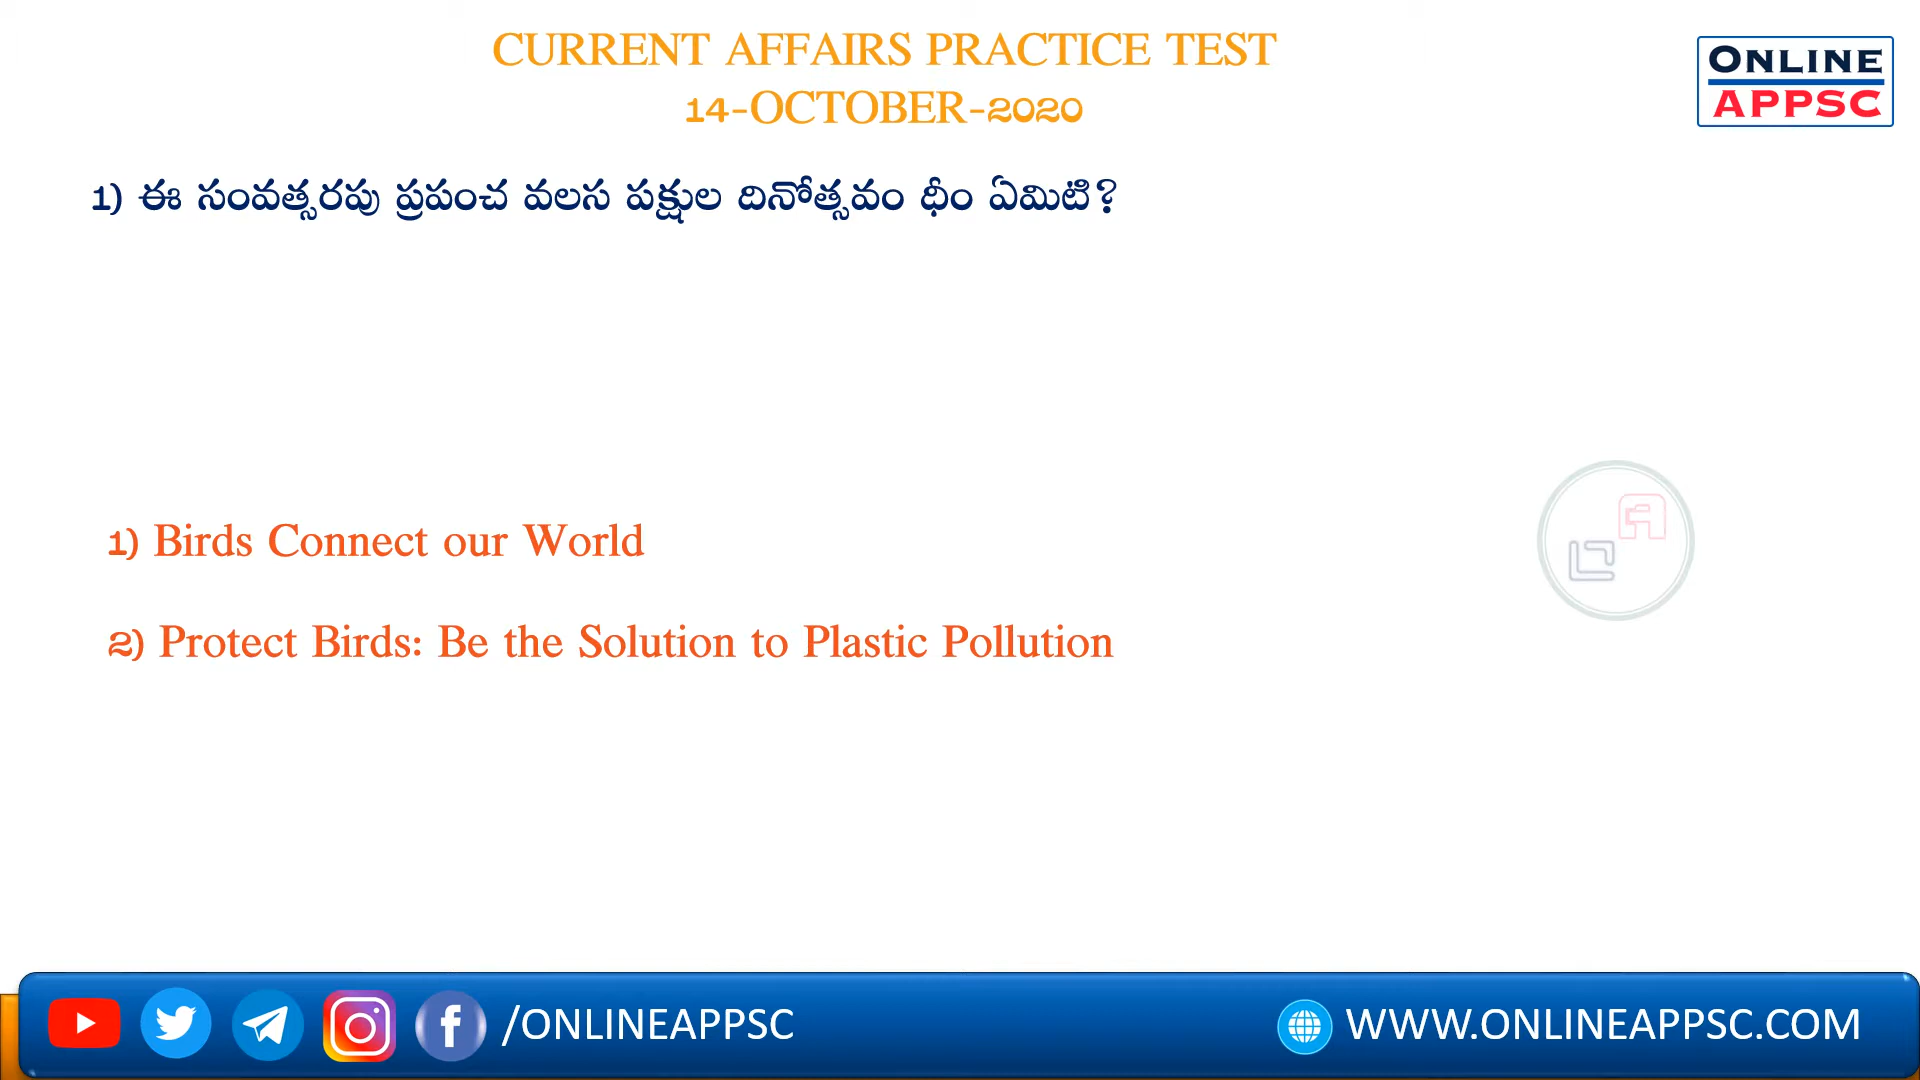 CURRENT AFFAIRS PRACTICE TEST
14-OCTOBER-2020
ONLINE
APPSC
1) ఈ సంవత్సరపు ప్రపంచ వలస పక్షుల దినోత్సవం థీం ఏమిటి?
1) Birds Connect our World
2) Protect Birds: Be the Solution to Plastic Pollution
/ONLINEAPPSC
WWW.ONLINEAPPSC.COM